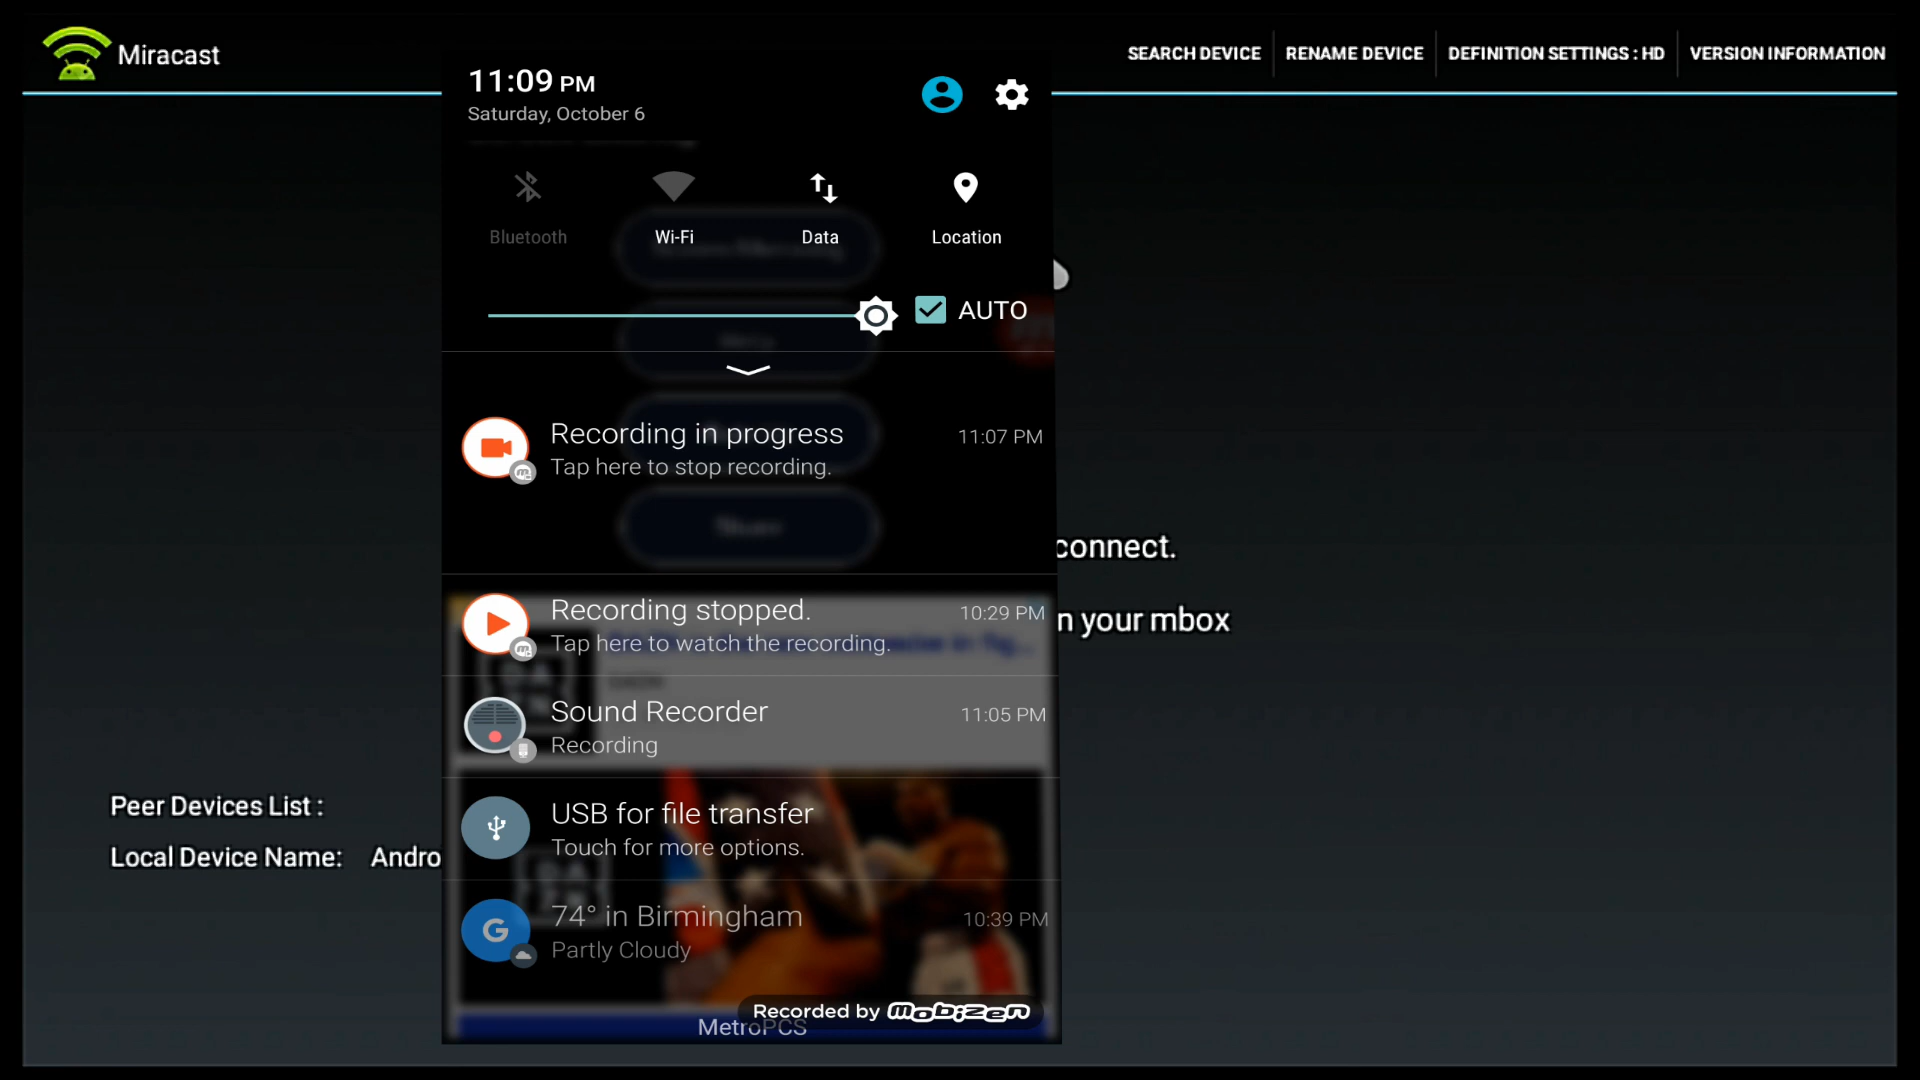 Miracast
SEARCH DEVICE
RENAME DEVICE
DEFINITION SETTINGS : HD
VERSION INFORMATION
11:09 PM
Saturday, October 6
Bluetooth
Wi-Fi
Data
Location
AUTO
Recording in progress
11:07 PM
Tap here to stop recording.
connect.
Recording stopped.
10:29 PM
Tap here to watch the recording.
n your mbox
Sound Recorder
11:05 PM
Recording
Peer Devices List :
USB for file transfer
Touch for more options.
Local Device Name: Andro
74° in Birmingham
10:39 PM
Partly Cloudy
Recorded by mobizen
MetroPCS